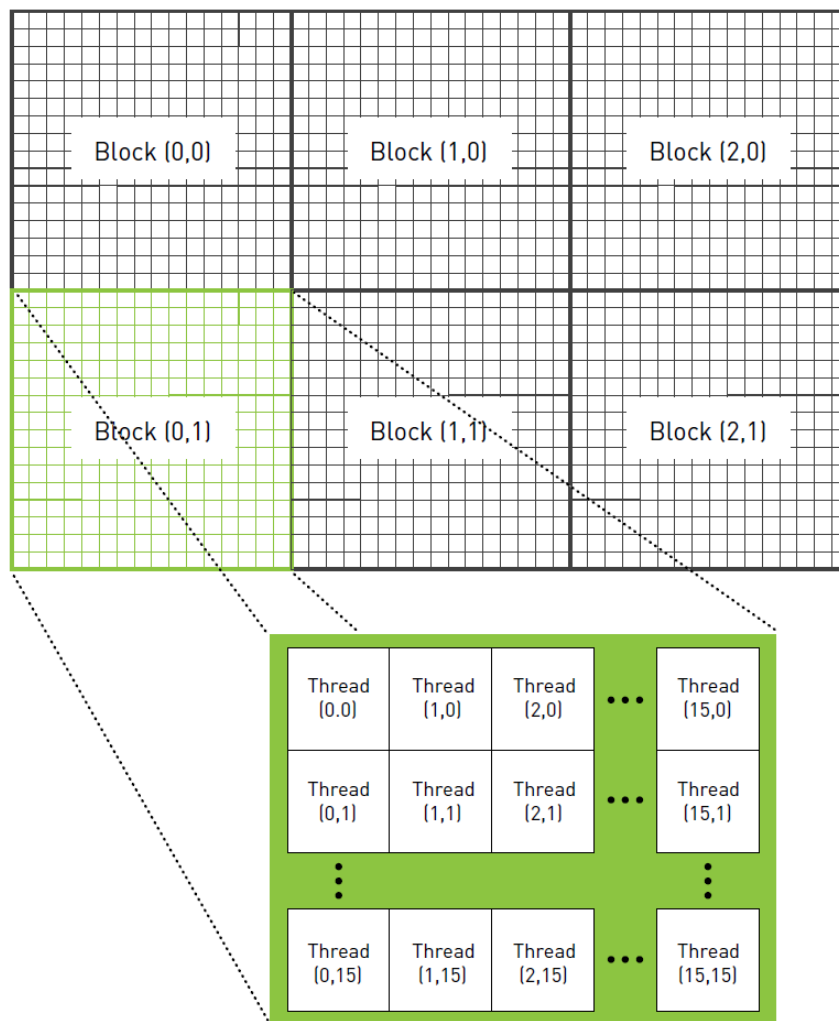 Block (0,0)
Block (1,0)
Block (2,0)
Block (0,1)
Block (1,1)
Block (2,1)
Thread
(0.0)
Thread
(1,0)
Thread
(2,0)
•••
Thread
(15,0)
Thread
(0,1)
Thread
(1,1)
Thread
(2,1)
•••
Thread
(15,1)
Thread
(0,15)
Thread
(1,15)
Thread
(2,15)
•••
Thread
(15,15)